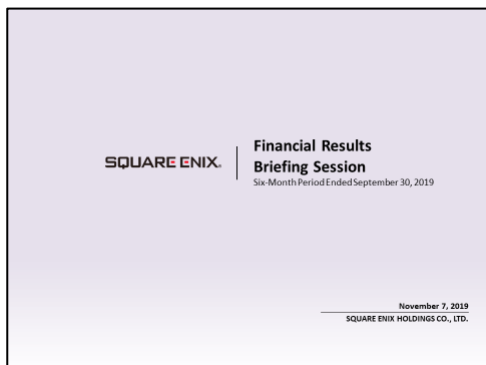 SQUARE ENIX.
Financial Results
Briefing Session
Six-Month Period Ended September 30, 2019
November 7, 2019
SQUARE ENIX HOLDINGS CO., LTD.